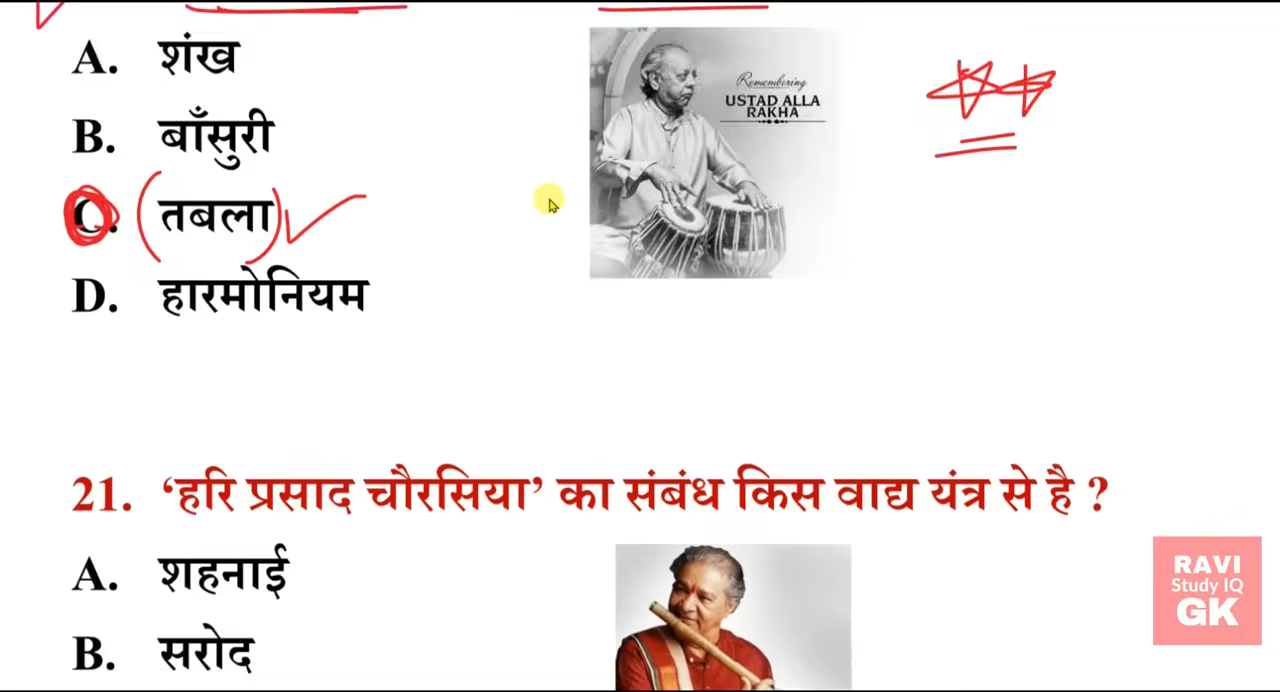 A. शंख
Remembering
USTAD ALLA
RAKHA
B. बाँसुरी
C. (तबला)
D. हारमोनियम
21. ‘हरि प्रसाद चौरसिया’ का संबंध किस वाद्य यंत्र से है ?
A. शहनाई
B. सरोद
RAVI
Study IQ
GK